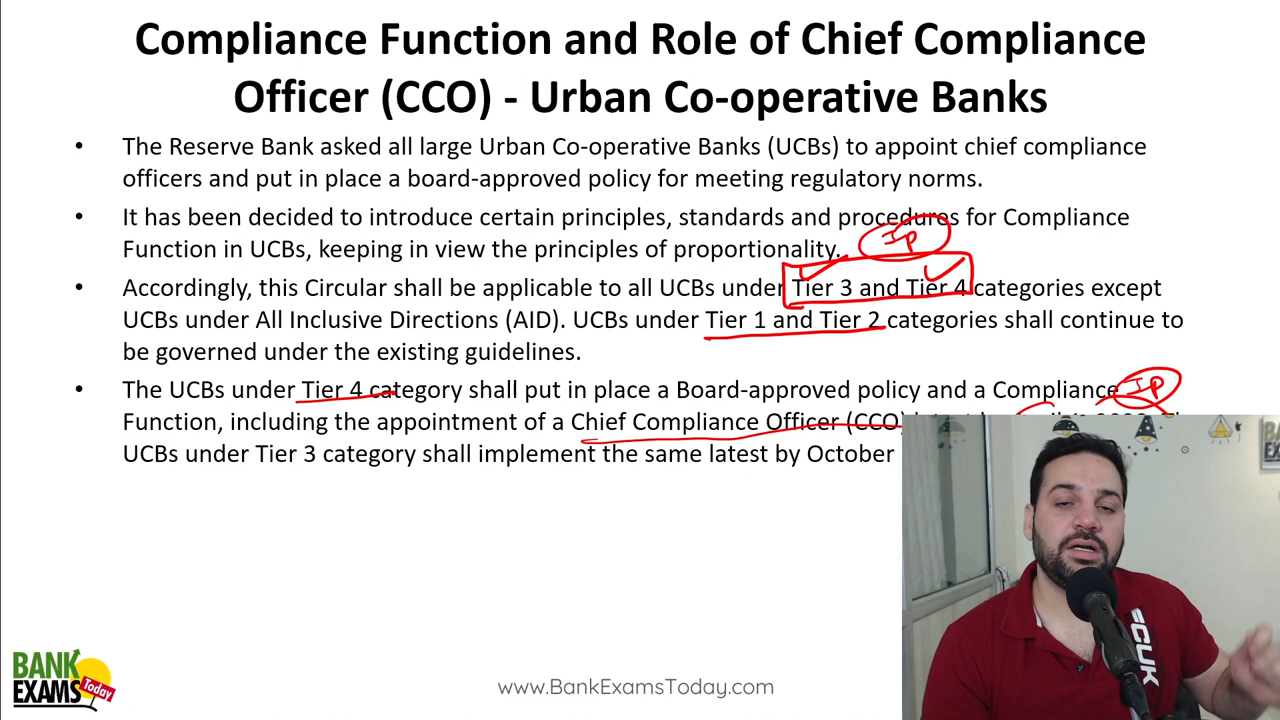 Compliance Function and Role of Chief Compliance
Officer (CCO) - Urban Co-operative Banks
• The Reserve Bank asked all large Urban Co-operative Banks (UCBs) to appoint chief compliance
officers and put in place a board-approved policy for meeting regulatory norms.
• It has been decided to introduce certain principles, standards and procedures for Compliance
Function in UCBs, keeping in view the principles of proportionality.
Ip
• Accordingly, this Circular shall be applicable to all UCBs under Tier 3 and Tier 4 categories except
UCBs under All Inclusive Directions (AID). UCBs under Tier 1 and Tier 2 categories shall continue to
be governed under the existing guidelines.
• The UCBs under Tier 4 category shall put in place a Board-approved policy and a Compliance
Ip
Function, including the appointment of a Chief Compliance Officer (CCO)
UCBs under Tier 3 category shall implement the same latest by October
CUK
BANK
EXAMS
Today
www.BankExamsToday.com